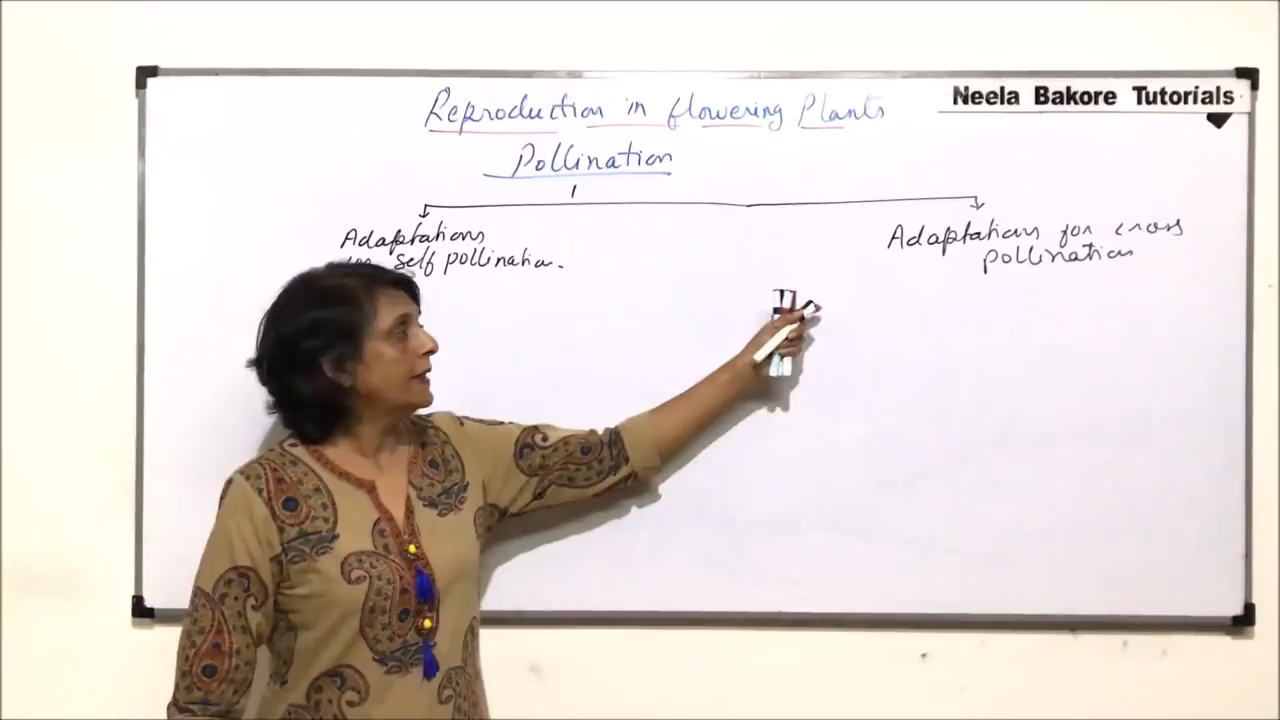 Neela Bakore Tutorials
Reproduction in flowering Plants
Pollination
Adaptations
self pollination.
Adaptations for cross
pollination